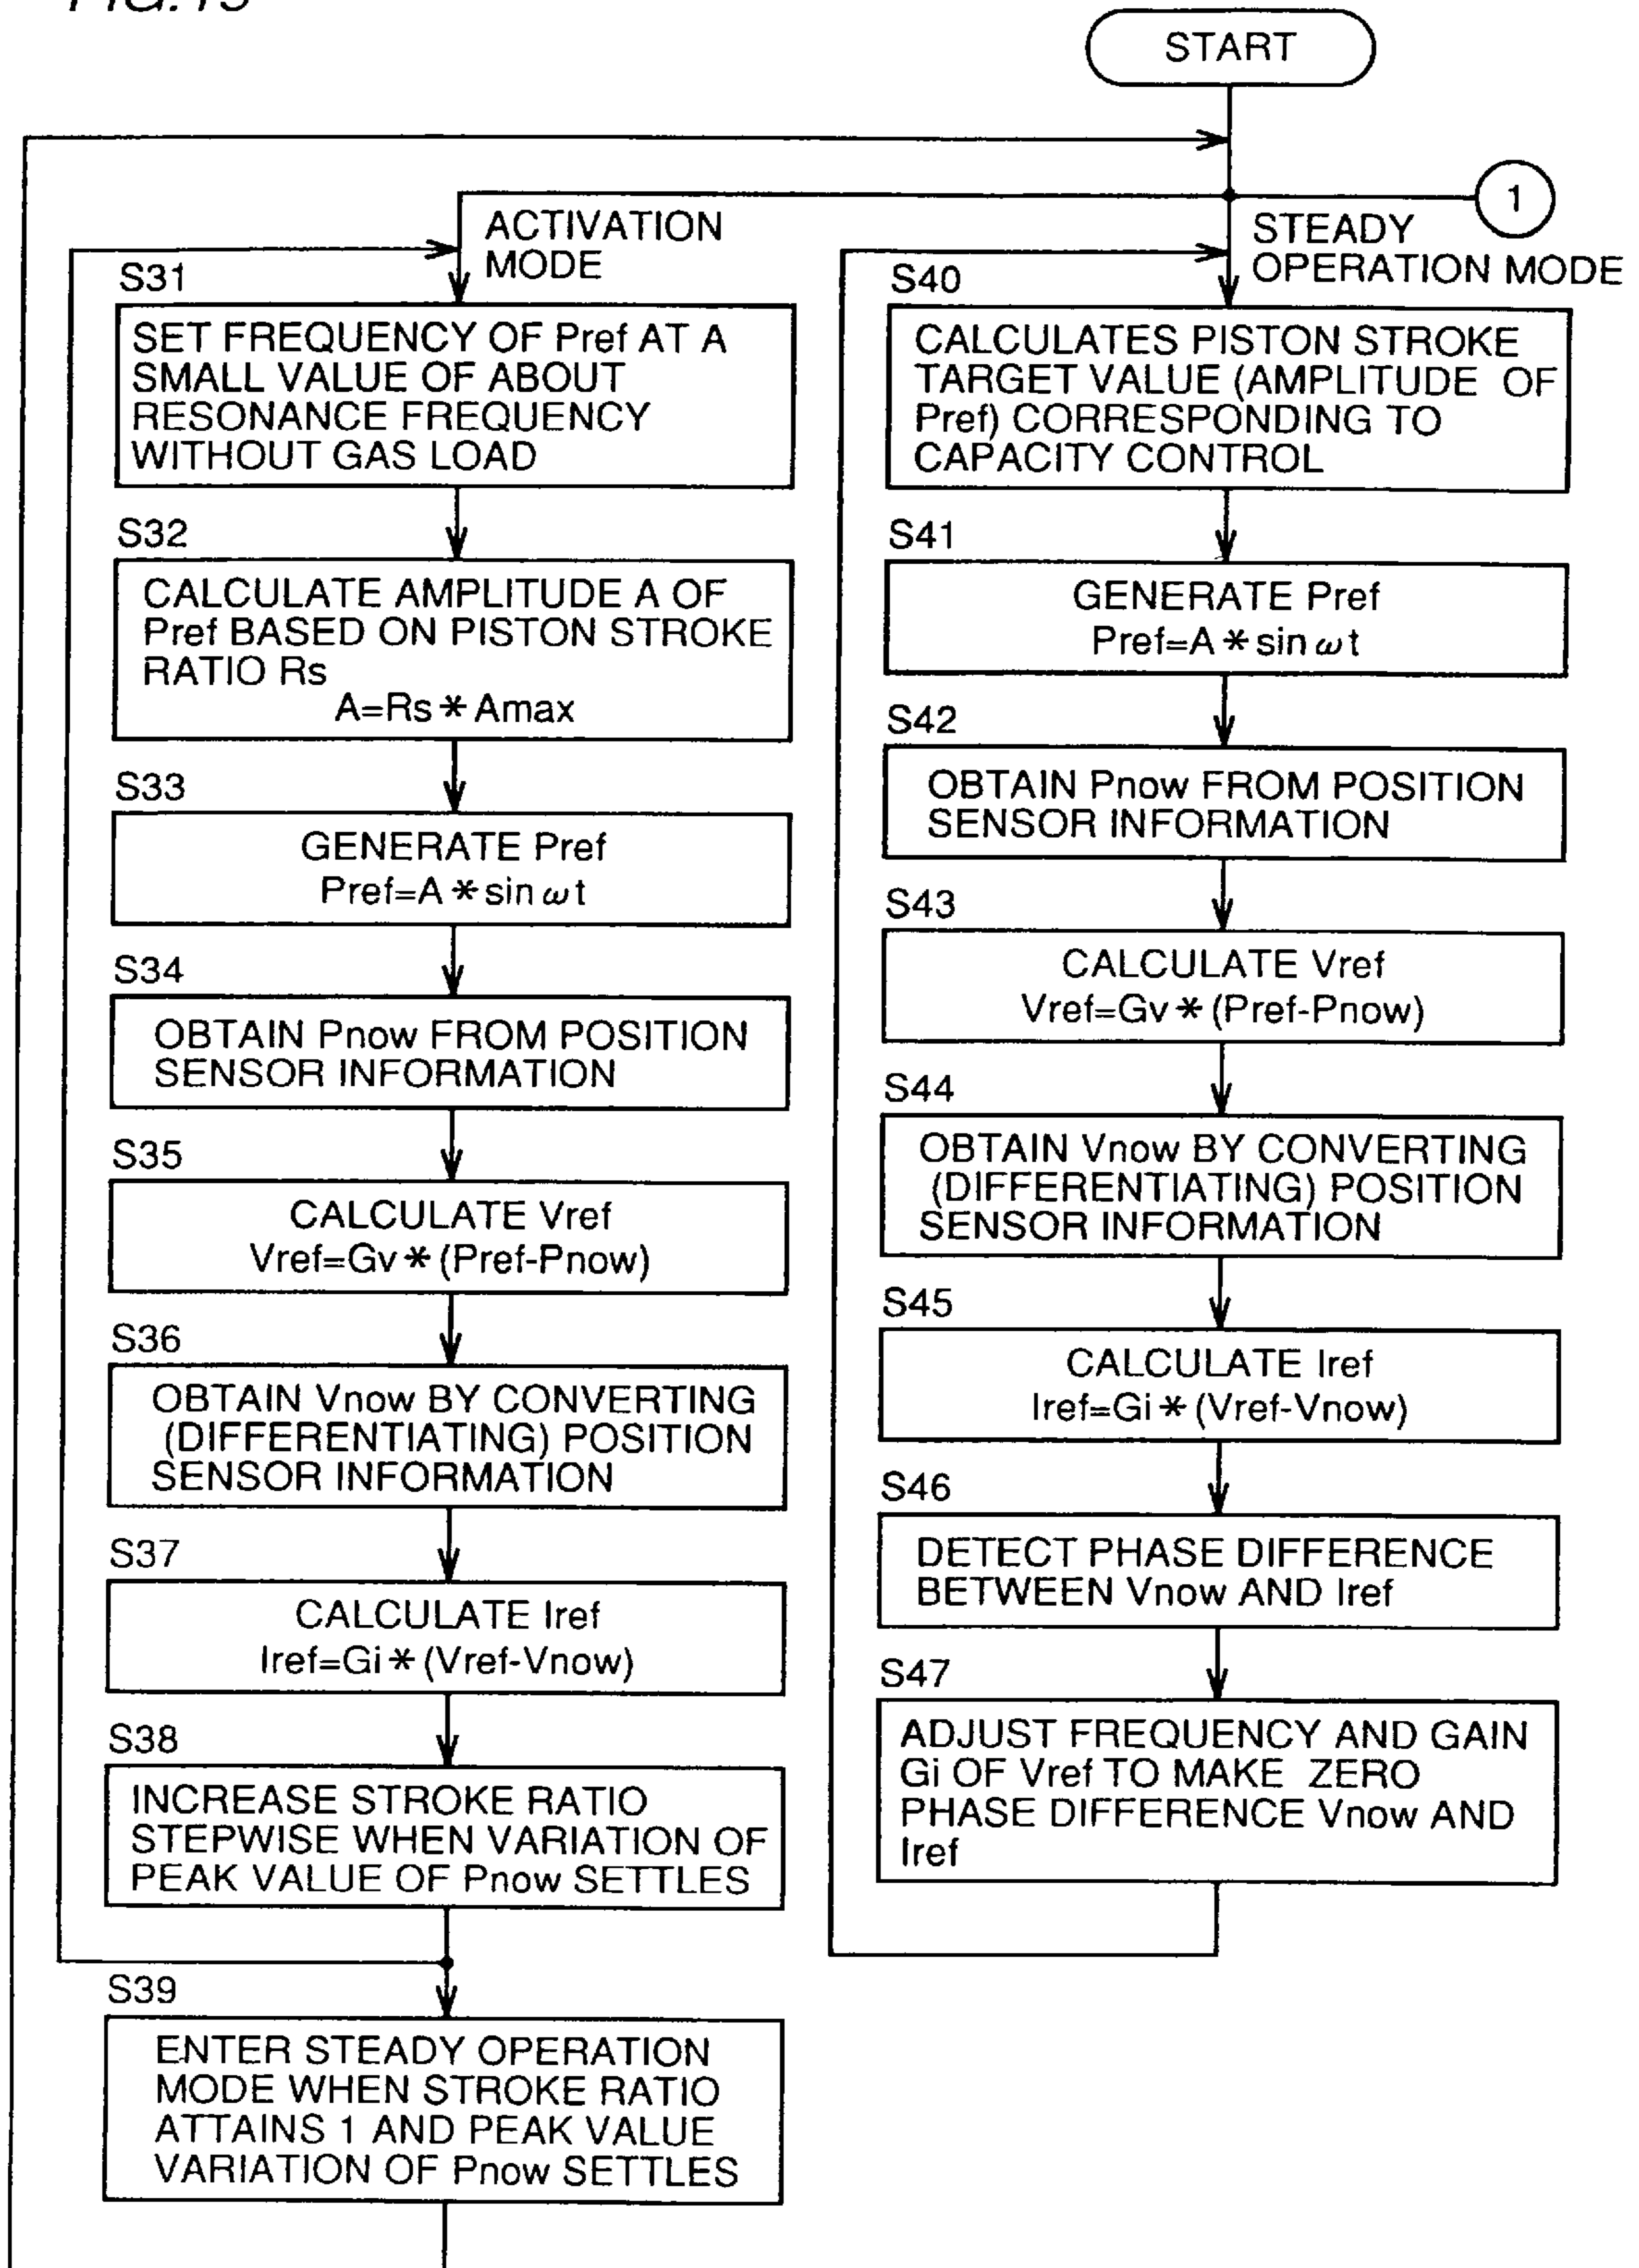 START
1
ACTIVATION
MODE
STEADY
OPERATION MODE
S31
SET FREQUENCY OF Pref AT A
SMALL VALUE OF ABOUT
RESONANCE FREQUENCY
WITHOUT GAS LOAD
S32
CALCULATE AMPLITUDE A OF
Pref BASED ON PISTON STROKE
RATIO Rs
A=Rs*Amax
S33
GENERATE Pref
Pref=A*sin ωt
S34
OBTAIN Pnow FROM POSITION
SENSOR INFORMATION
S35
CALCULATE Vref
Vref=Gv*(Pref-Pnow)
S36
OBTAIN Vnow BY CONVERTING
(DIFFERENTIATING) POSITION
SENSOR INFORMATION
S37
CALCULATE Iref
Iref=Gi*(Vref-Vnow)
S38
INCREASE STROKE RATIO
STEPWISE WHEN VARIATION OF
PEAK VALUE OF Pnow SETTLES
S39
ENTER STEADY OPERATION
MODE WHEN STROKE RATIO
ATTAINS 1 AND PEAK VALUE
VARIATION OF Pnow SETTLES
S40
CALCULATES PISTON STROKE
TARGET VALUE (AMPLITUDE OF
Pref) CORRESPONDING TO
CAPACITY CONTROL
S41
GENERATE Pref
Pref=A*sin ωt
S42
OBTAIN Pnow FROM POSITION
SENSOR INFORMATION
S43
CALCULATE Vref
Vref=Gv*(Pref-Pnow)
S44
OBTAIN Vnow BY CONVERTING
(DIFFERENTIATING) POSITION
SENSOR INFORMATION
S45
CALCULATE Iref
Iref=Gi*(Vref-Vnow)
S46
DETECT PHASE DIFFERENCE
BETWEEN Vnow AND Iref
S47
ADJUST FREQUENCY AND GAIN
Gi OF Vref TO MAKE ZERO
PHASE DIFFERENCE Vnow AND
Iref